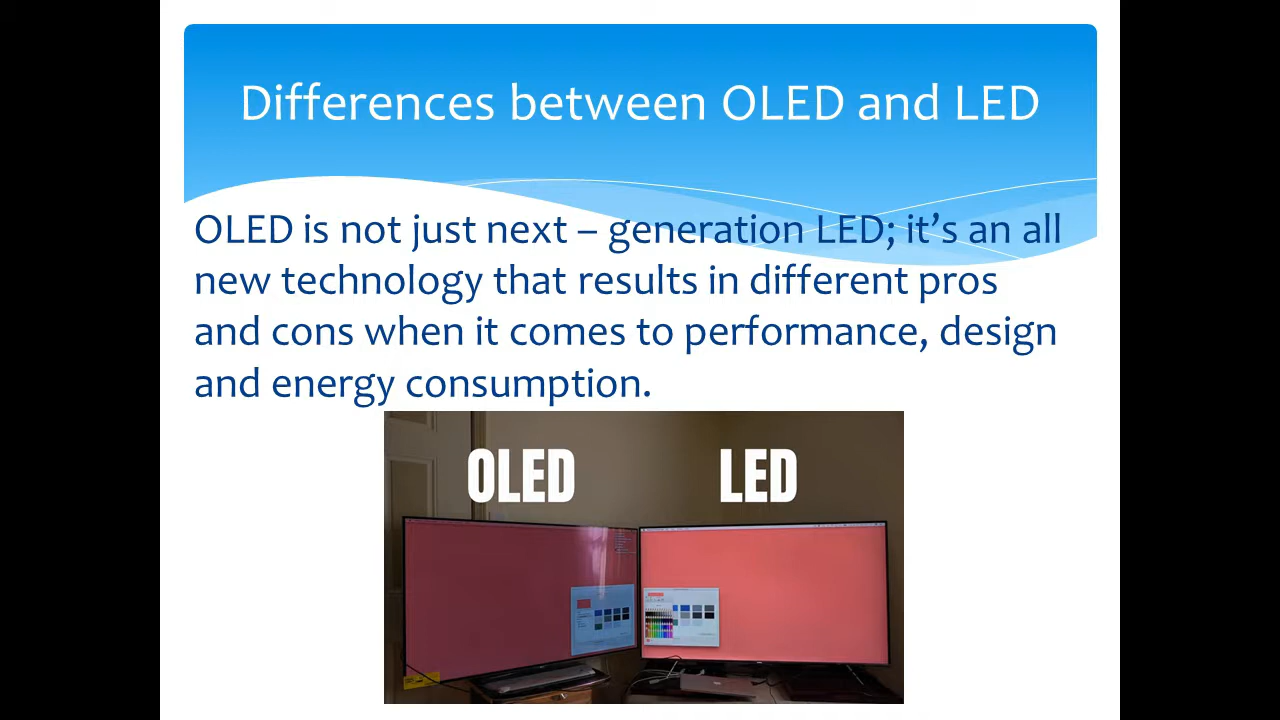 Differences between OLED and LED
OLED is not just next – generation LED; it’s an all
new technology that results in different pros
and cons when it comes to performance, design
and energy consumption.
OLED
LED